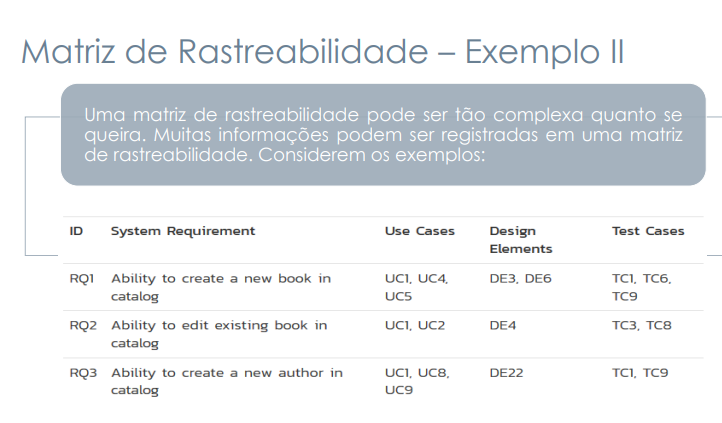 Matriz de Rastreabilidade – Exemplo II
Uma matriz de rastreabilidade pode ser tão complexa quanto se
queira. Muitas informações podem ser registradas em uma matriz
de rastreabilidade. Considerem os exemplos:
ID System Requirement Use Cases Design Elements Test Cases
RQ1 Ability to create a new book in catalog UC1, UC4, UC5 DE3, DE6 TC1, TC6, TC9
RQ2 Ability to edit existing book in catalog UC1, UC2 DE4 TC3, TC8
RQ3 Ability to create a new author in catalog UC1, UC8, UC9 DE22 TC1, TC9